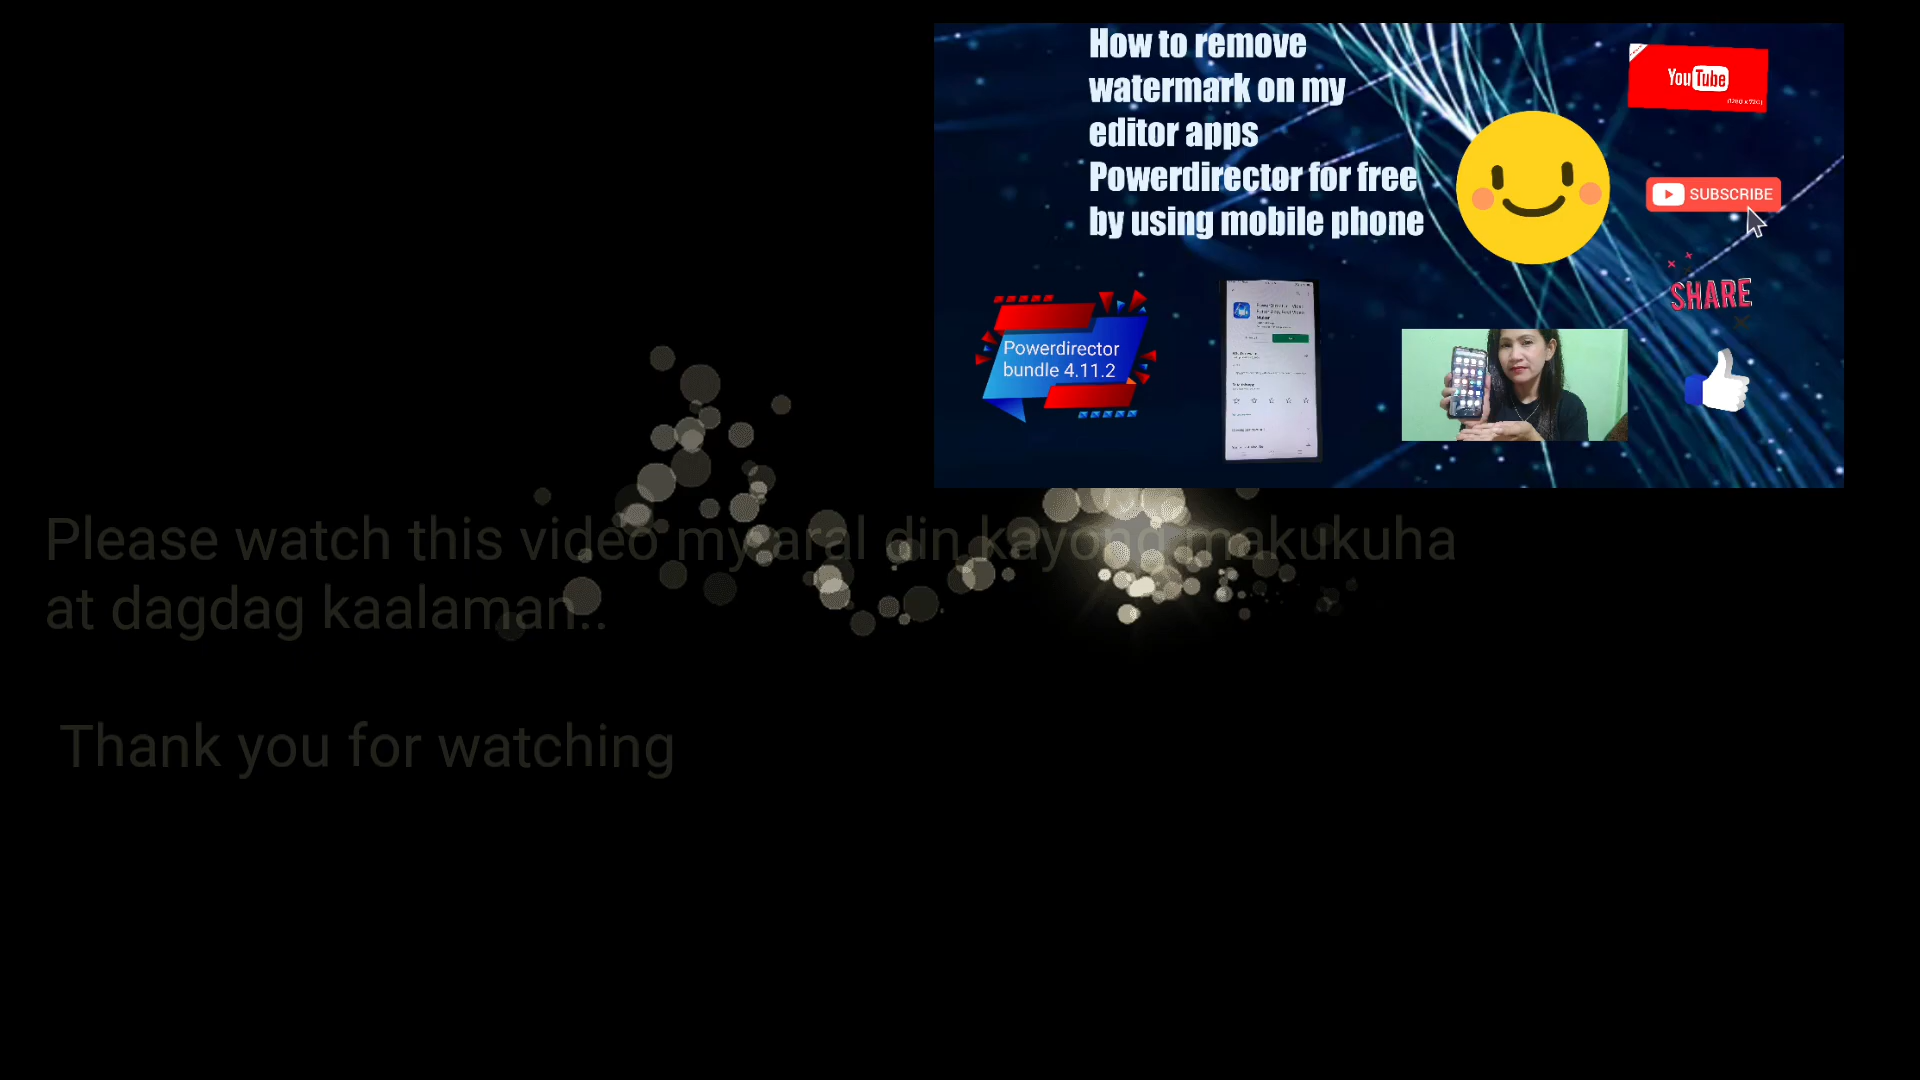 How to remove
watermark on my
editor apps
Powerdirector for free
by using mobile phone
YouTube
(1280 x 720)
SUBSCRIBE
SHARE
Powerdirector
bundle 4.11.2
Please watch this video my aral din kayong makukuha
at dagdag kaalaman..
Thank you for watching